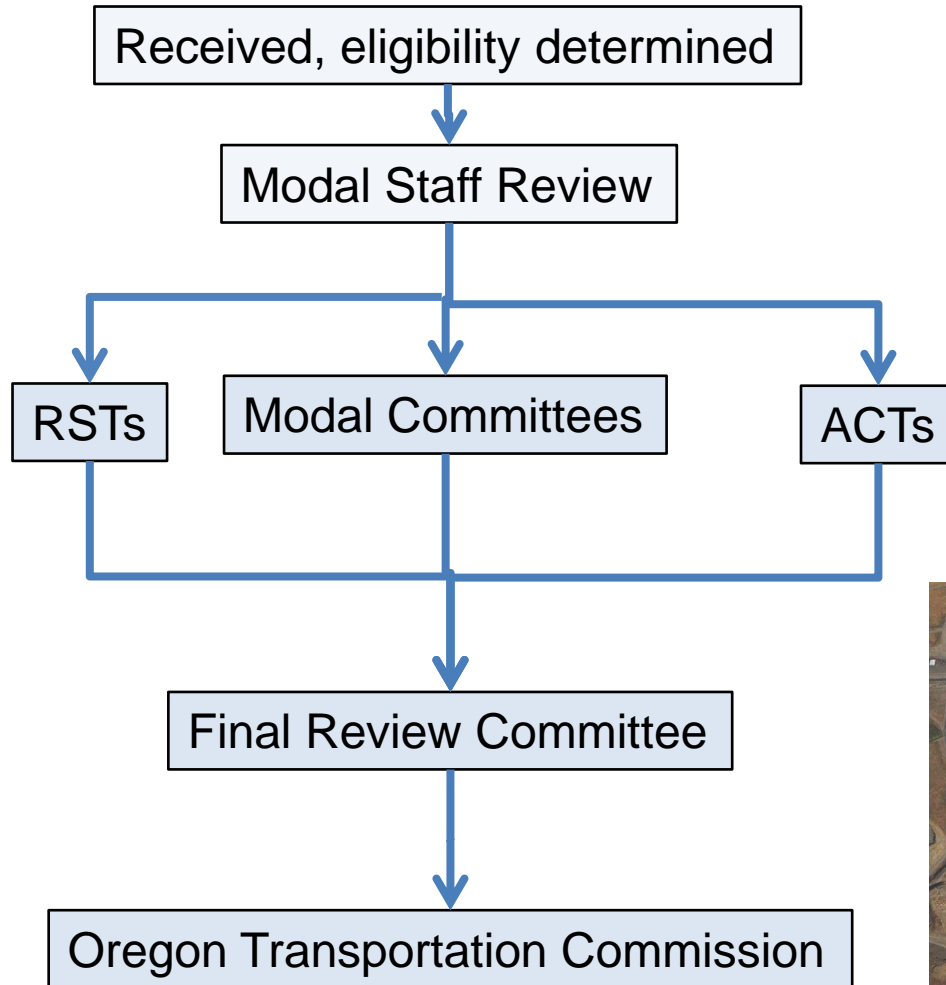 Received, eligibility determined
Modal Staff Review
RSTs
Modal Committees
ACTs
Final Review Committee
Oregon Transportation Commission